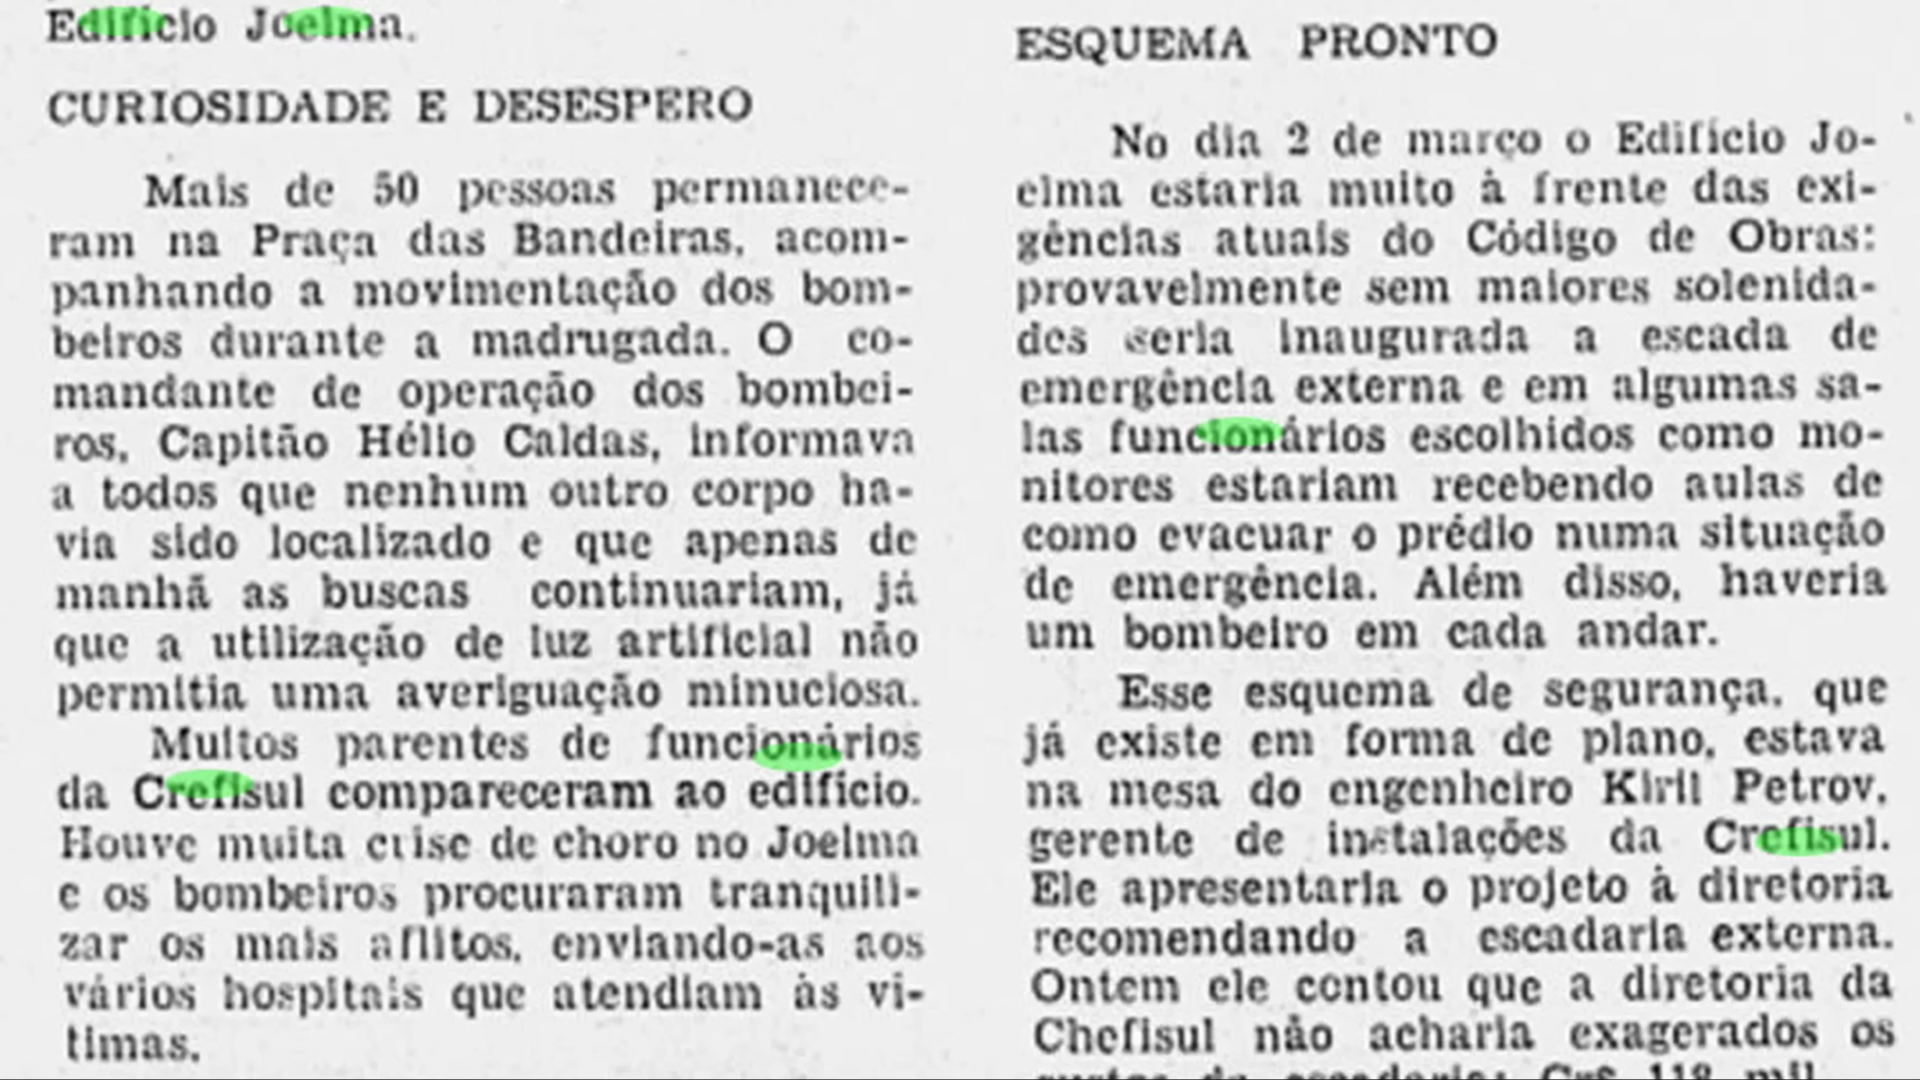 Edifício Joelma.
CURIOSIDADE E DESESPERO
Mais de 50 pessoas permanece-
ram na Praça das Bandeiras, acom-
panhando a movimentação dos bom-
beiros durante a madrugada. O co-
mandante de operação dos bombei-
ros, Capitão Hélio Caldas, informava
a todos que nenhum outro corpo ha-
via sido localizado e que apenas de
manhã as buscas continuariam, já
que a utilização de luz artificial não
permitia uma averiguação minuciosa.
Muitos parentes de funcionários
da Crefisul compareceram ao edifício.
Houve muita crise de choro no Joelma
e os bombeiros procuraram tranquili-
zar os mais aflitos, enviando-as aos
vários hospitais que atendiam às ví-
timas.
ESQUEMA PRONTO
No dia 2 de março o Edifício Jo-
elma estaria muito à frente das exi-
gências atuais do Código de Obras:
provavelmente sem maiores solenida-
des seria inaugurada a escada de
emergência externa e em algumas sa-
las funcionários escolhidos como mo-
nitores estariam recebendo aulas de
como evacuar o prédio numa situação
de emergência. Além disso, haveria
um bombeiro em cada andar.
Esse esquema de segurança, que
já existe em forma de plano, estava
na mesa do engenheiro Kiril Petrov,
gerente de instalações da Crefisul.
Ele apresentaria o projeto à diretoria
recomendando a escadaria externa.
Ontem ele contou que a diretoria da
Chefisul não acharia exagerados os